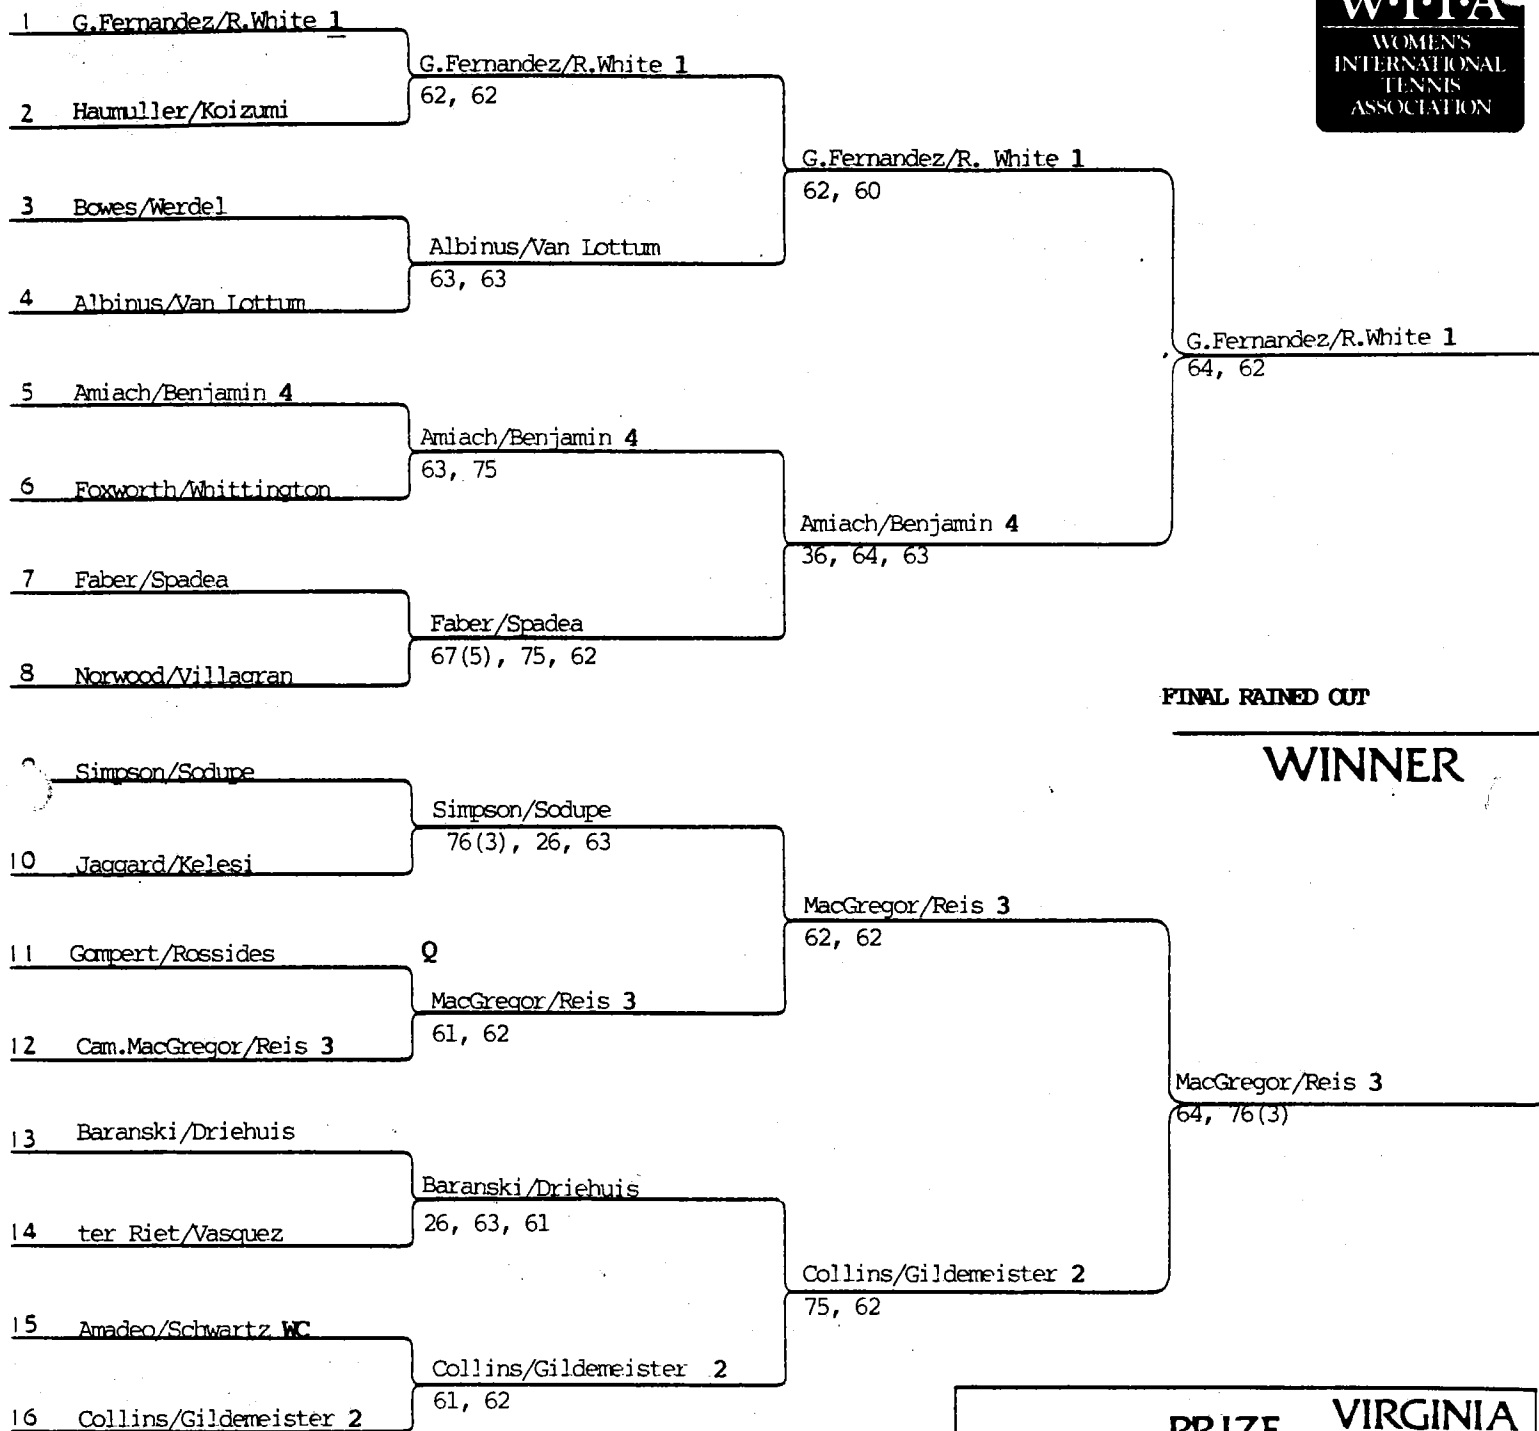 W·I·T·A
WOMEN'S
INTERNATIONAL
TENNIS
ASSOCIATION
1 G.Fernandez/R.White 1
G.Fernandez/R.White 1
62, 62
2 Haumuller/Koizumi
G.Fernandez/R. White 1
62, 60
3 Bowes/Werdel
Albinus/Van Lottum
63, 63
4 Albinus/Van Lottum
G.Fernandez/R.White 1
64, 62
5 Amiach/Benjamin 4
Amiach/Benjamin 4
63, 75
6 Foxworth/Whittington
Amiach/Benjamin 4
36, 64, 63
7 Faber/Spadea
Faber/Spadea
67(5), 75, 62
8 Norwood/Villagran
FINAL RAINED OUT
WINNER
Simpson/Sodupe
Simpson/Sodupe
76(3), 26, 63
10 Jaggard/Kelesi
MacGregor/Reis 3
62, 62
11 Gompert/Rossides Q
MacGregor/Reis 3
61, 62
12 Cam.MacGregor/Reis 3
MacGregor/Reis 3
64, 76(3)
13 Baranski/Driehuis
Baranski/Driehuis
26, 63, 61
14 ter Riet/Vasquez
Collins/Gildemeister 2
75, 62
15 Amadeo/Schwartz WC
Collins/Gildemeister 2
61, 62
16 Collins/Gildemeister 2
PRIZE VIRGINIA